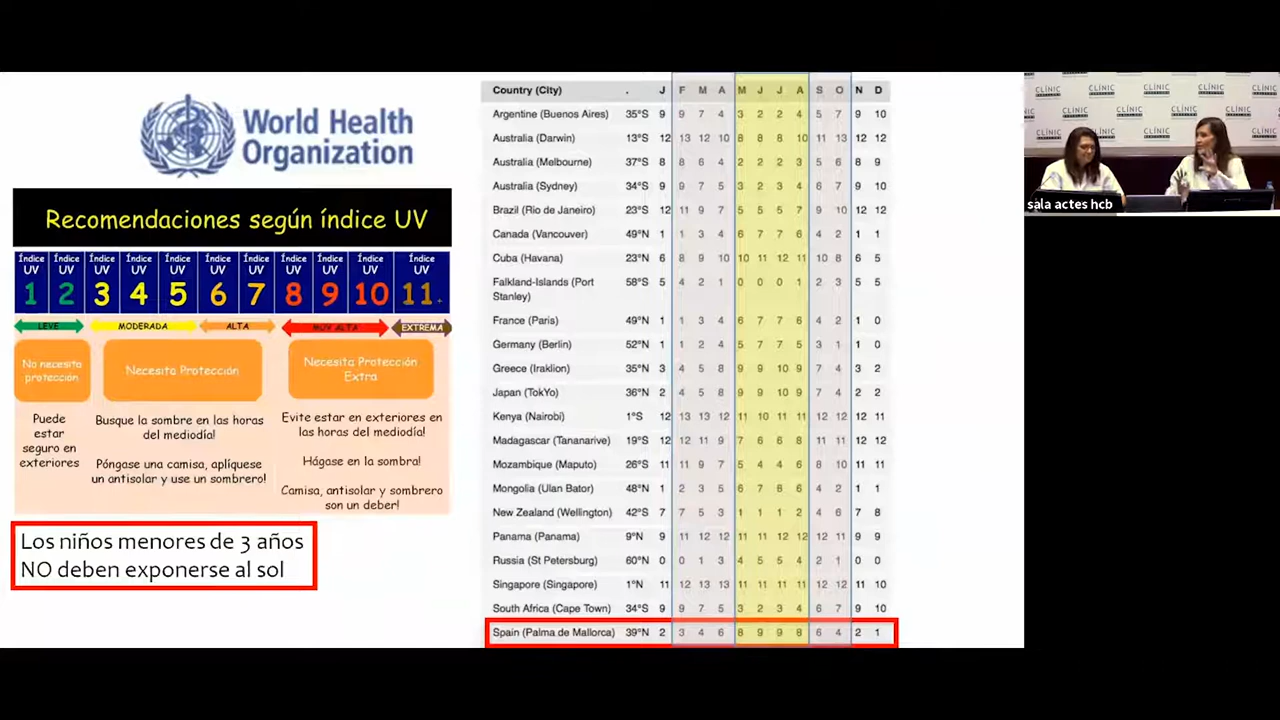 World Health
Organization
Recomendaciones según índice UV
Índice UV 1 Índice UV 2 Índice UV 3 Índice UV 4 Índice UV 5 Índice UV 6 Índice UV 7 Índice UV 8 Índice UV 9 Índice UV 10 Índice UV 11+
LEVE MODERADA ALTA MUY ALTA EXTREMA
No necesita
protección
Necesita Protección
Necesita Protección
Extra
Puede
estar
seguro en
exteriores
Busque la sombre en las horas
del mediodía!
Póngase una camisa, aplíquese
un antisolar y use un sombrero!
Evite estar en exteriores en
las horas del mediodía!
Hágase en la sombra!
Camisa, antisolar y sombrero
son un deber!
Los niños menores de 3 años
NO deben exponerse al sol
Country (City) . J F M A M J J A S O N D
Argentine (Buenos Aires) 35°S 9 9 7 4 3 2 2 4 5 7 9 10
Australia (Darwin) 13°S 12 13 12 10 8 8 8 10 11 13 12 12
Australia (Melbourne) 37°S 8 8 6 4 2 2 2 3 5 6 8 9
Australia (Sydney) 34°S 9 9 7 5 3 2 3 4 6 7 9 10
Brazil (Rio de Janeiro) 23°S 12 11 9 7 5 5 5 7 9 10 12 12
Canada (Vancouver) 49°N 1 1 3 4 6 7 7 6 4 2 1 1
Cuba (Havana) 23°N 6 8 9 10 10 11 12 11 10 8 6 5
Falkland-Islands (Port
Stanley) 58°S 5 4 2 1 0 0 0 1 2 3 5 5
France (Paris) 49°N 1 1 3 4 6 7 7 6 4 2 1 0
Germany (Berlin) 52°N 1 1 2 4 5 7 7 5 3 1 1 0
Greece (Iraklion) 35°N 3 4 5 8 9 9 10 9 7 4 3 2
Japan (TokYo) 36°N 2 4 5 8 9 9 10 9 7 4 2 2
Kenya (Nairobi) 1°S 12 13 13 12 11 10 11 11 12 12 12 11
Madagascar (Tananarive) 19°S 12 12 11 9 7 6 6 8 11 11 12 12
Mozambique (Maputo) 26°S 11 11 9 7 5 4 4 6 8 10 11 11
Mongolia (Ulan Bator) 48°N 1 2 3 5 6 7 6 4 2 1 1
New Zealand (Wellington) 42°S 7 7 5 3 1 1 1 2 4 6 7 8
Panama (Panama) 9°N 9 11 12 12 11 11 12 12 12 11 9 9
Russia (St Petersburg) 60°N 0 0 1 3 4 5 5 4 2 1 0 0
Singapore (Singapore) 1°N 11 12 13 13 11 11 11 11 12 12 11 10
South Africa (Cape Town) 34°S 9 9 7 5 3 2 3 4 6 7 9 10
Spain (Palma de Mallorca) 39°N 2 3 4 6 8 9 9 8 6 4 2 1
CLÍNIC
BARCELONA
sala actes hcb